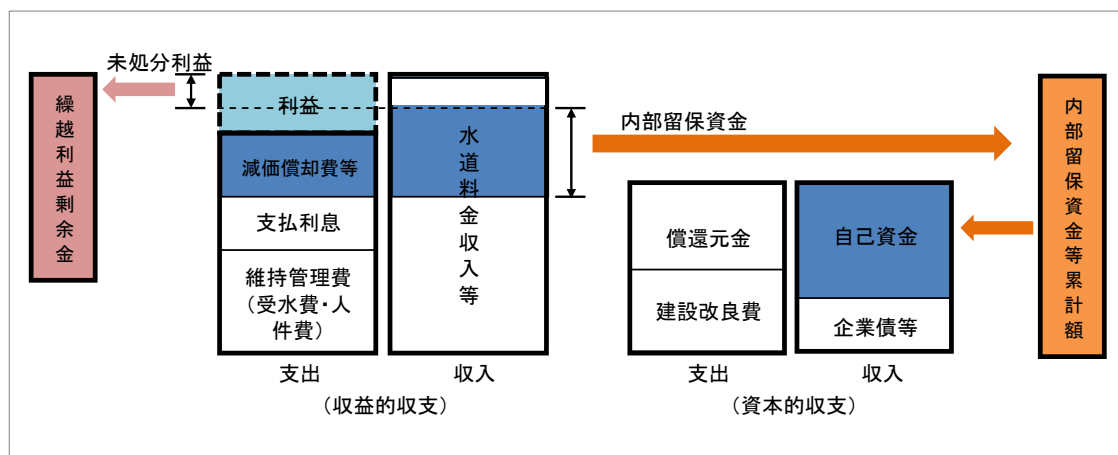 未処分利益
繰越利益剰余金
利益
減価償却費等
支払利息
維持管理費
（受水費・人
件費）
水道料金収入等
支出
収入
（収益的収支）
内部留保資金
償還元金
建設改良費
自己資金
企業債等
支出
収入
（資本的収支）
内部留保資金等累計額